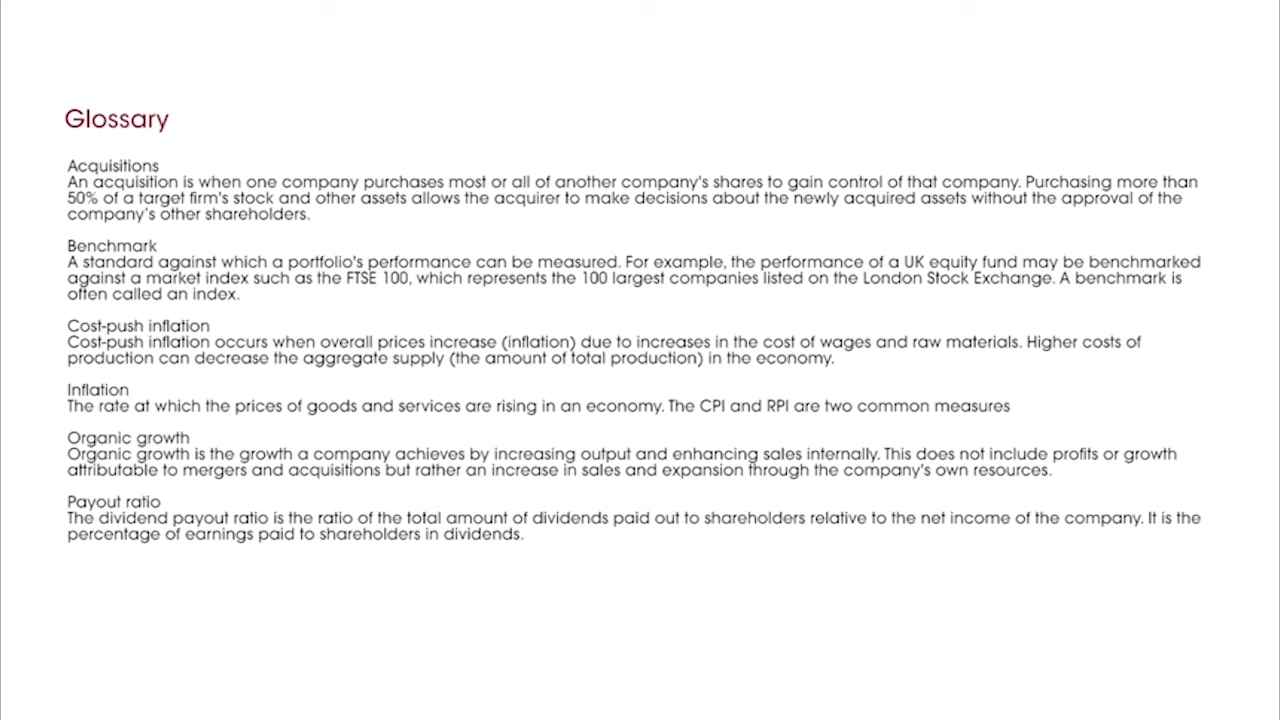 Glossary
Acquisitions
An acquisition is when one company purchases most or all of another company's shares to gain control of that company. Purchasing more than
50% of a target firm's stock and other assets allows the acquirer to make decisions about the newly acquired assets without the approval of the
company's other shareholders.
Benchmark
A standard against which a portfolio's performance can be measured. For example, the performance of a UK equity fund may be benchmarked
against a market index such as the FTSE 100, which represents the 100 largest companies listed on the London Stock Exchange. A benchmark is
often called an index.
Cost-push inflation
Cost-push inflation occurs when overall prices increase (inflation) due to increases in the cost of wages and raw materials. Higher costs of
production can decrease the aggregate supply (the amount of total production) in the economy.
Inflation
The rate at which the prices of goods and services are rising in an economy. The CPI and RPI are two common measures
Organic growth
Organic growth is the growth a company achieves by increasing output and enhancing sales internally. This does not include profits or growth
attributable to mergers and acquisitions but rather an increase in sales and expansion through the company's own resources.
Payout ratio
The dividend payout ratio is the ratio of the total amount of dividends paid out to shareholders relative to the net income of the company. It is the
percentage of earnings paid to shareholders in dividends.